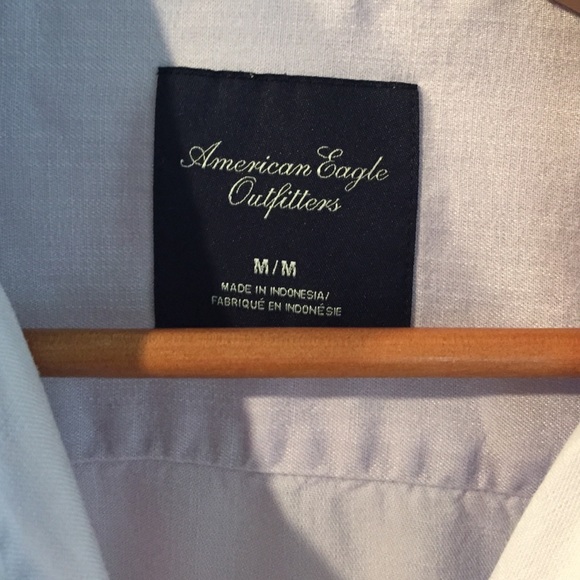 American Eagle
Outfitters
M/M
MADE IN INDONESIA/
FABRIQUÉ EN INDONÉSIE